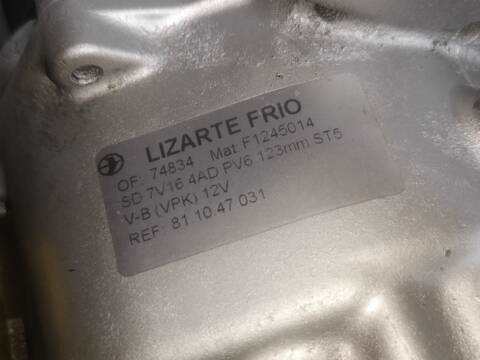 LIZARTE FRIO
OF: 74834 Mat F1245014
SD 7V16 4AD PV6 123mm ST5
V-B (VPK) 12V
REF: 81 10 47 031